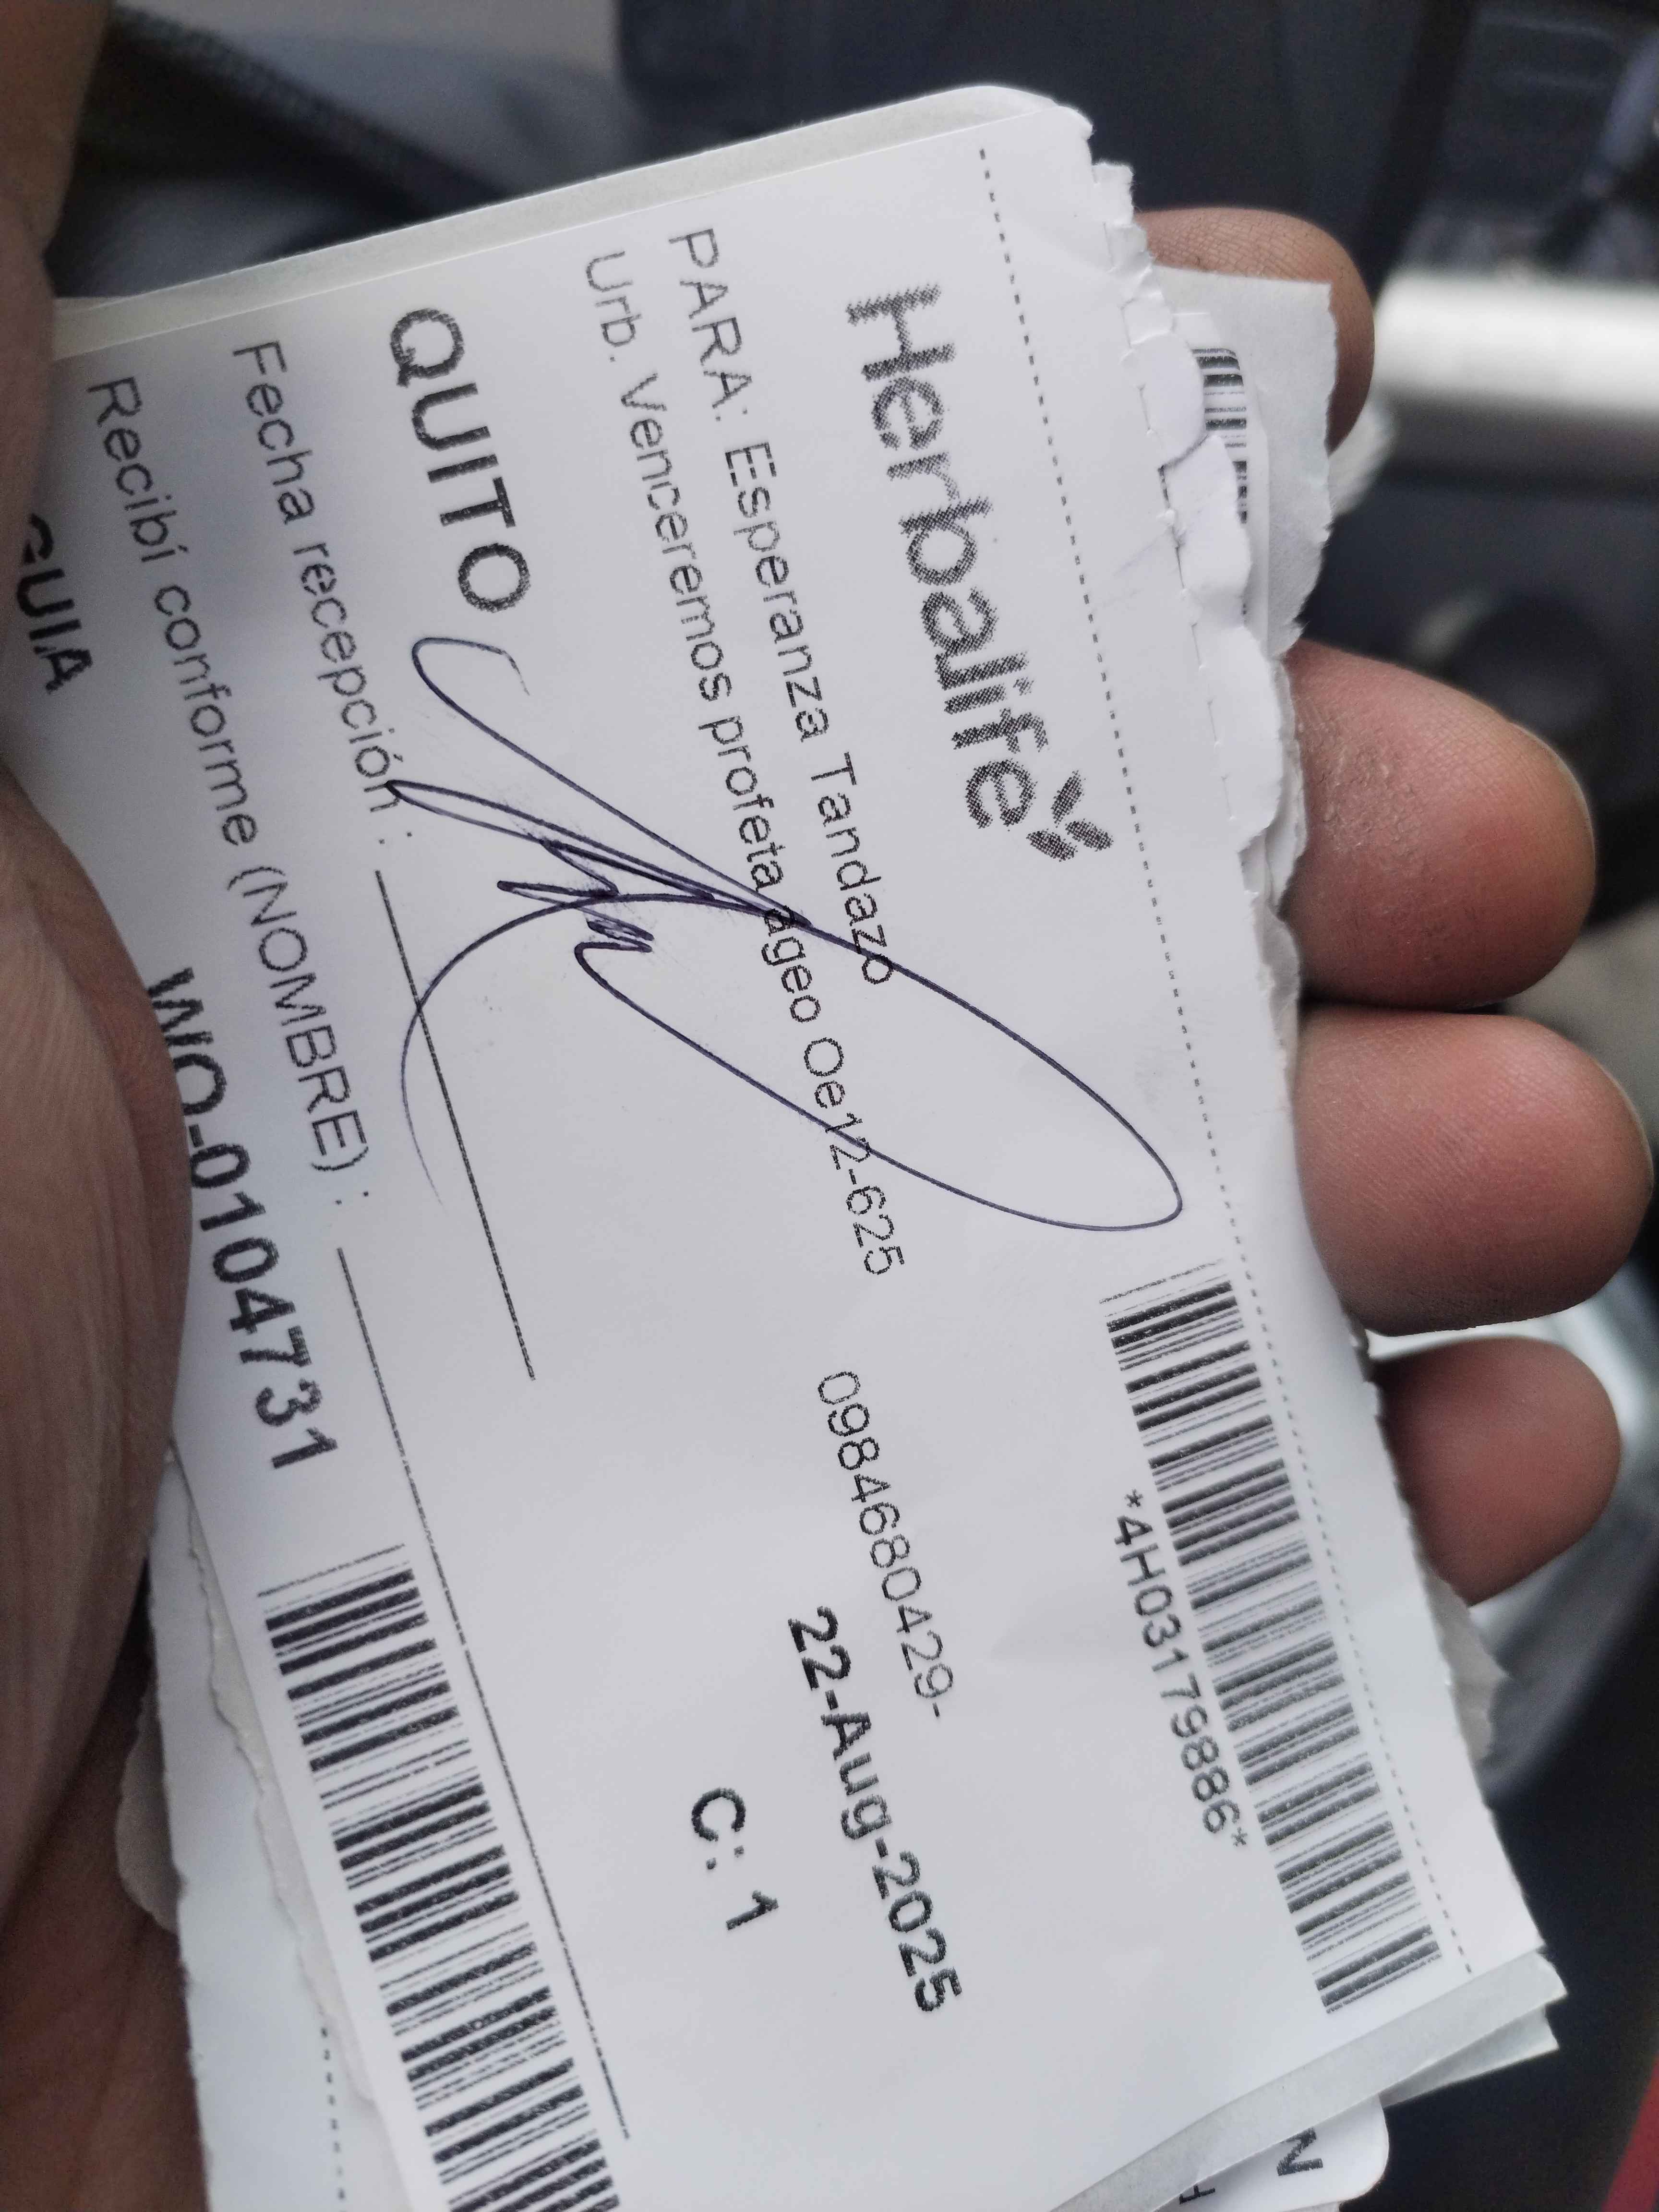 Herbalife
*4H03179886*
PARA: Esperanza Tandazo
0984680429-
Urb. Venceremos profeta Ageo Oe12-625
22-Aug-2025
QUITO
C: 1
Fecha recepción :
Recibí conforme (NOMBRE) :
GUIA
WO-0104731
N